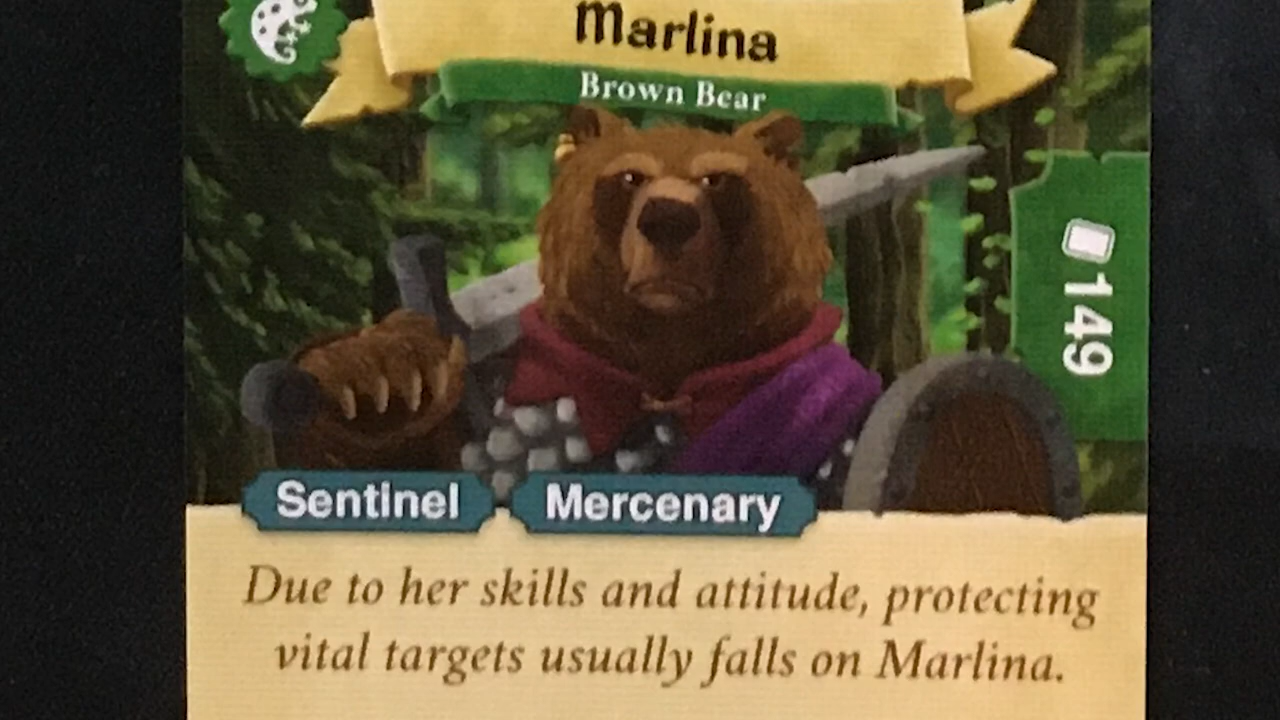 Marlina
Brown Bear
149
Sentinel
Mercenary
Due to her skills and attitude, protecting
vital targets usually falls on Marlina.